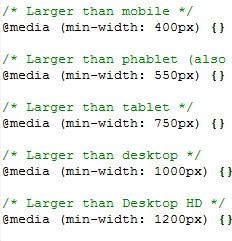 /* Larger than mobile */
@media (min-width: 400px) {}
/* Larger than phablet (also
@media (min-width: 550px) {}
/* Larger than tablet */
@media (min-width: 750px) {}
/* Larger than desktop */
@media (min-width: 1000px) {}
/* Larger than Desktop HD */
@media (min-width: 1200px) {}